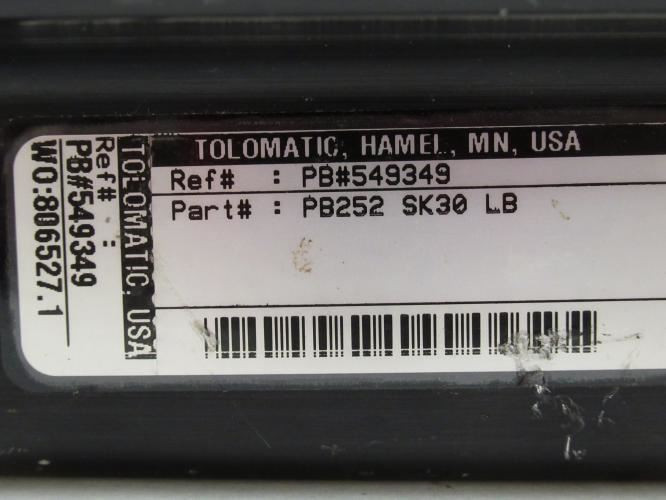 TOLOMATIC, HAMEL, MN, USA
Ref# : PB#549349
Part# : PB252 SK30 LB
TOLOMATIC, USA
Ref# :
PB#549349
WO:806527.1